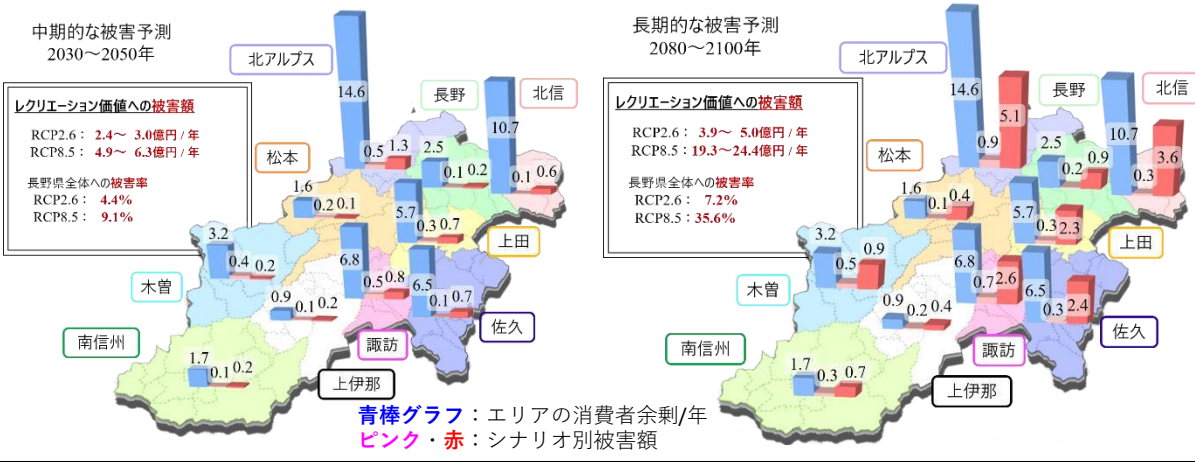 中期的な被害予測
2030～2050年
レクリエーション価値への被害額
RCP2.6： 2.4～ 3.0億円 / 年
RCP8.5： 4.9～ 6.3億円 / 年
長野県全体への被害率
RCP2.6： 4.4%
RCP8.5： 9.1%
北アルプス
14.6
0.5
1.3
長野
2.5
0.1
0.2
北信
10.7
0.1
0.6
松本
1.6
0.2
0.1
5.7
0.3
0.7
上田
3.2
0.4
0.2
木曽
6.8
0.5
0.8
諏訪
6.5
0.1
0.7
佐久
0.9
0.1
0.2
上伊那
南信州
1.7
0.1
0.2
長期的な被害予測
2080～2100年
レクリエーション価値への被害額
RCP2.6： 3.9～ 5.0億円 / 年
RCP8.5：19.3～24.4億円 / 年
長野県全体への被害率
RCP2.6： 7.2%
RCP8.5：35.6%
北アルプス
14.6
0.9
5.1
長野
2.5
0.2
0.9
北信
10.7
0.3
3.6
松本
1.6
0.1
0.4
5.7
0.3
2.3
上田
3.2
0.5
0.9
木曽
6.8
0.7
2.6
諏訪
6.5
0.3
2.4
佐久
0.9
0.2
0.4
上伊那
南信州
1.7
0.3
0.7
青棒グラフ：エリアの消費者余剰/年
ピンク・赤：シナリオ別被害額